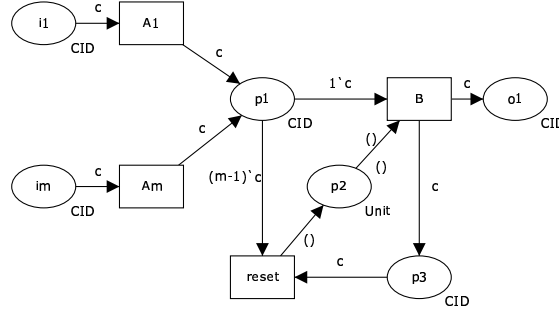 c
i1
A1
CID
c
p1
CID
1`c
B
c
o1
CID
c
im
c
Am
CID
(m-1)`c
()
()
p2
Unit
c
()
reset
c
p3
CID